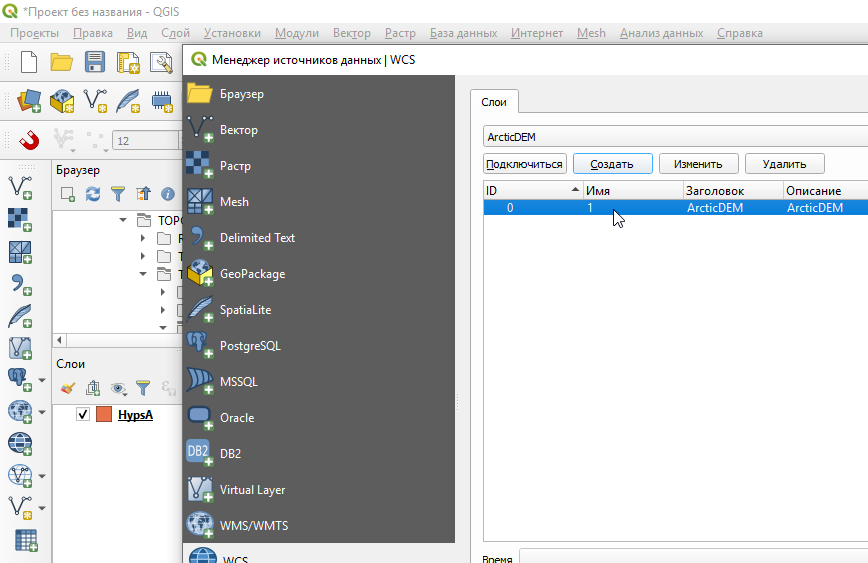 *Проект без названия - QGIS
Проекты Правка Вид Слой Установки Модули Вектор Растр База данных Интернет Mesh Анализ данных Справка
Менеджер источников данных | WCS
Браузер
Вектор
Растр
Mesh
Delimited Text
GeoPackage
SpatiaLite
PostgreSQL
MSSQL
Oracle
DB2
DB2
Virtual Layer
WMS/WMTS
WCS
12
Браузер
TOP
Слои
HypsA
Слои
ArcticDEM
Подключиться Создать Изменить Удалить
ID Имя Заголовок Описание
0 1 ArcticDEM ArcticDEM
Время